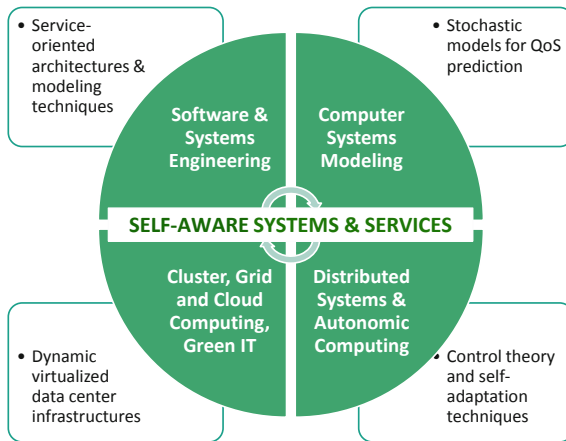 • Service-
oriented
architectures &
modeling
techniques
• Stochastic
models for QoS
prediction
Software &
Systems
Engineering
Computer
Systems
Modeling
SELF-AWARE SYSTEMS & SERVICES
Cluster, Grid
and Cloud
Computing,
Green IT
Distributed
Systems &
Autonomic
Computing
• Dynamic
virtualized
data center
infrastructures
• Control theory
and self-
adaptation
techniques